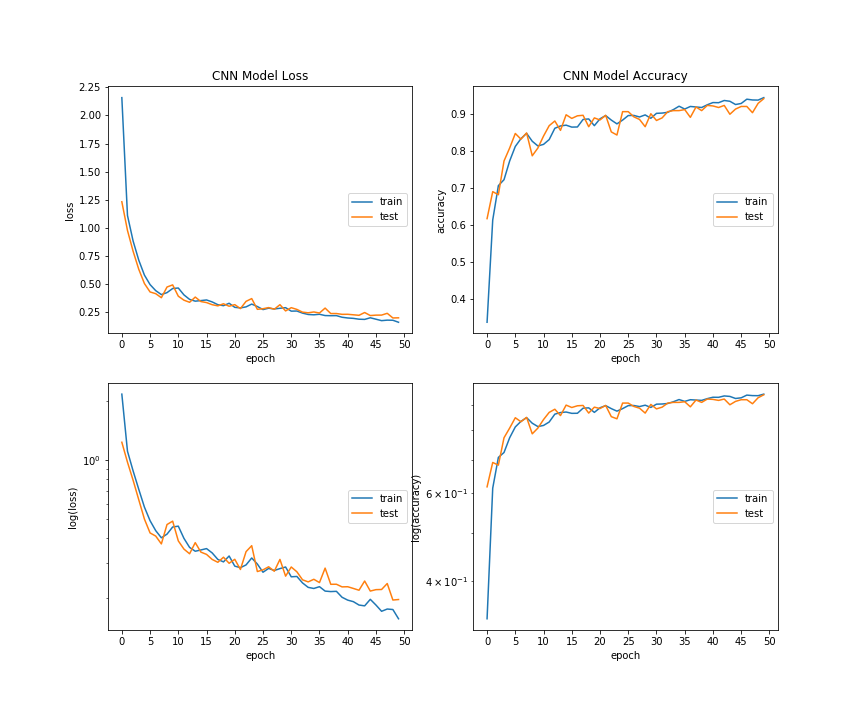 CNN Model Loss
2.25
2.00
1.75
1.50
1.25
1.00
0.75
0.50
0.25
loss
train
test
0 5 10 15 20 25 30 35 40 45 50
epoch
CNN Model Accuracy
0.9
0.8
0.7
0.6
0.5
0.4
accuracy
train
test
0 5 10 15 20 25 30 35 40 45 50
epoch
10⁰
log(loss)
train
test
0 5 10 15 20 25 30 35 40 45 50
epoch
6 × 10⁻¹
4 × 10⁻¹
log(accuracy)
train
test
0 5 10 15 20 25 30 35 40 45 50
epoch